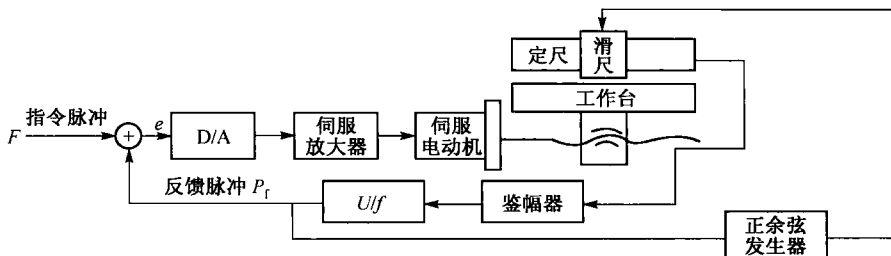 定尺
滑
尺
工作台
指令脉冲
F
+
e
D/A
伺服
放大器
伺服
电动机
反馈脉冲 Pf
U/f
鉴幅器
正余弦
发生器